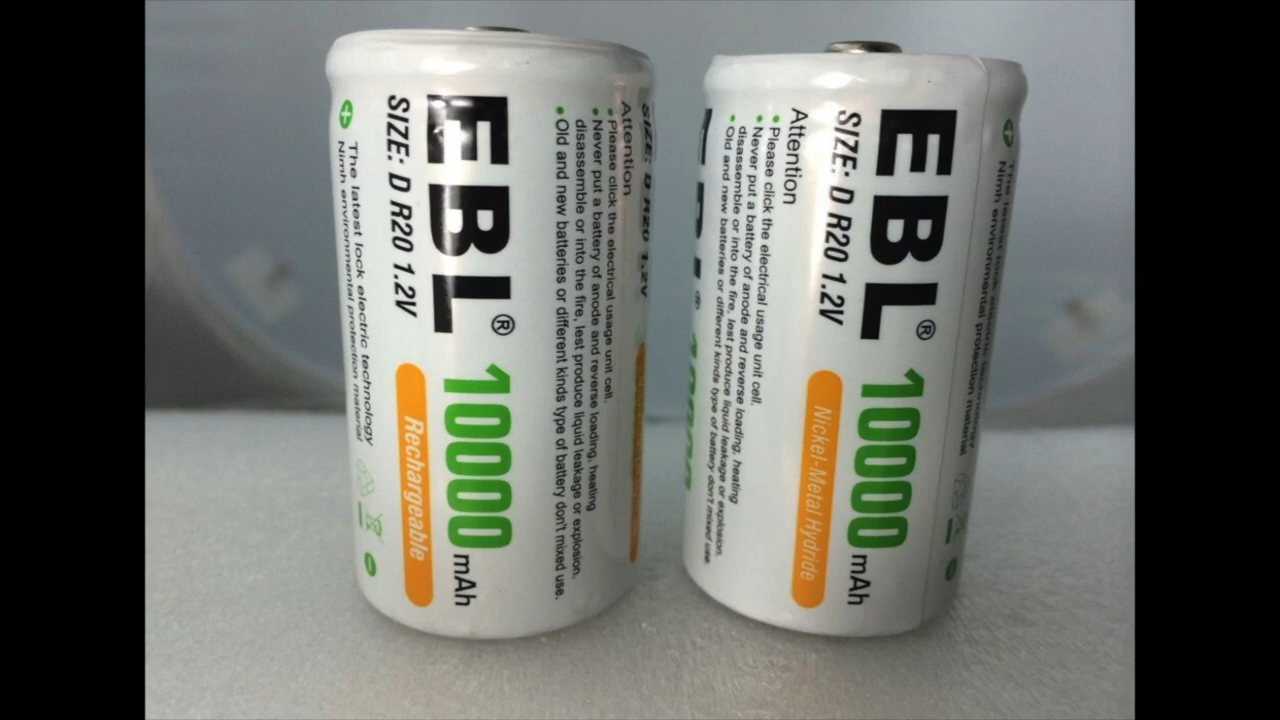 EBL® 10000 mAh
SIZE: D R20 1.2V
Rechargeable
The latest lock electric technology
Nimh environmental protection material
SIZE: D R20 1.2V
Attention
• Please click the electrical usage unit cell.
• Never put a battery of anode and reverse loading, heating
disassemble or into the fire, lest produce liquid leakage or explosion.
• Old and new batteries or different kinds type of battery don't mixed use.
EBL® 10000 mAh
SIZE: D R20 1.2V
Nickel-Metal Hydride
Attention
• Please click the electrical usage unit cell.
• Never put a battery of anode and reverse loading, heating
disassemble or into the fire, lest produce liquid leakage or explosion.
• Old and new batteries or different kinds type of battery don't mixed use.
EBL® 10000
The latest
Nimh environmental protection material